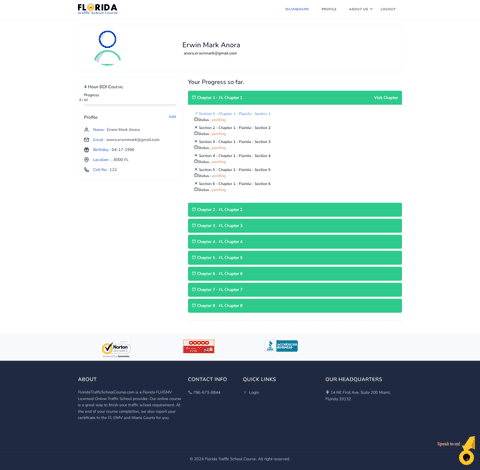 FLORIDA
Traffic School Course
DASHBOARD
PROFILE
ABOUT US
LOGOUT
Erwin Mark Anora
anora.erwinmark@gmail.com
4 Hour BDI Course
Progress
Profile
Edit
Name : Erwin Mark Anora
Email : anora.erwinmark@gmail.com
Birthday : 04-17-1998
Location : , 8000 FL
Cell No : 123
Your Progress so far.
Chapter 1 - FL Chapter 1
Visit Chapter
Section 0 - Chapter 1 - Florida - Section 1
Status : pending
Section 2 - Chapter 1 - Florida - Section 2
Status : pending
Section 3 - Chapter 1 - Florida - Section 3
Status : pending
Section 4 - Chapter 1 - Florida - Section 4
Status : pending
Section 5 - Chapter 1 - Florida - Section 5
Status : pending
Section 6 - Chapter 1 - Florida - Section 6
Status : pending
Chapter 2 - FL Chapter 2
Chapter 3 - FL Chapter 3
Chapter 4 - FL Chapter 4
Chapter 5 - FL Chapter 5
Chapter 6 - FL Chapter 6
Chapter 7 - FL Chapter 7
Chapter 8 - FL Chapter 8
Norton
ACCREDITED
BUSINESS
ABOUT
FloridaTrafficSchoolsCourse.com is a Florida FLHSMV
Licensed Online Traffic School provider. Our online course
is a great way to finish your traffic school requirement. At
the end of your course completion, we also report your
certificate to the FL DMV and Miami Courts for you.
CONTACT INFO
786-673-9844
QUICK LINKS
Login
OUR HEADQUARTERS
14 NE First Ave, Suite 200 Miami,
Florida 33132
© 2024 Florida Traffic School Course. All right reserved.
Speak to us!